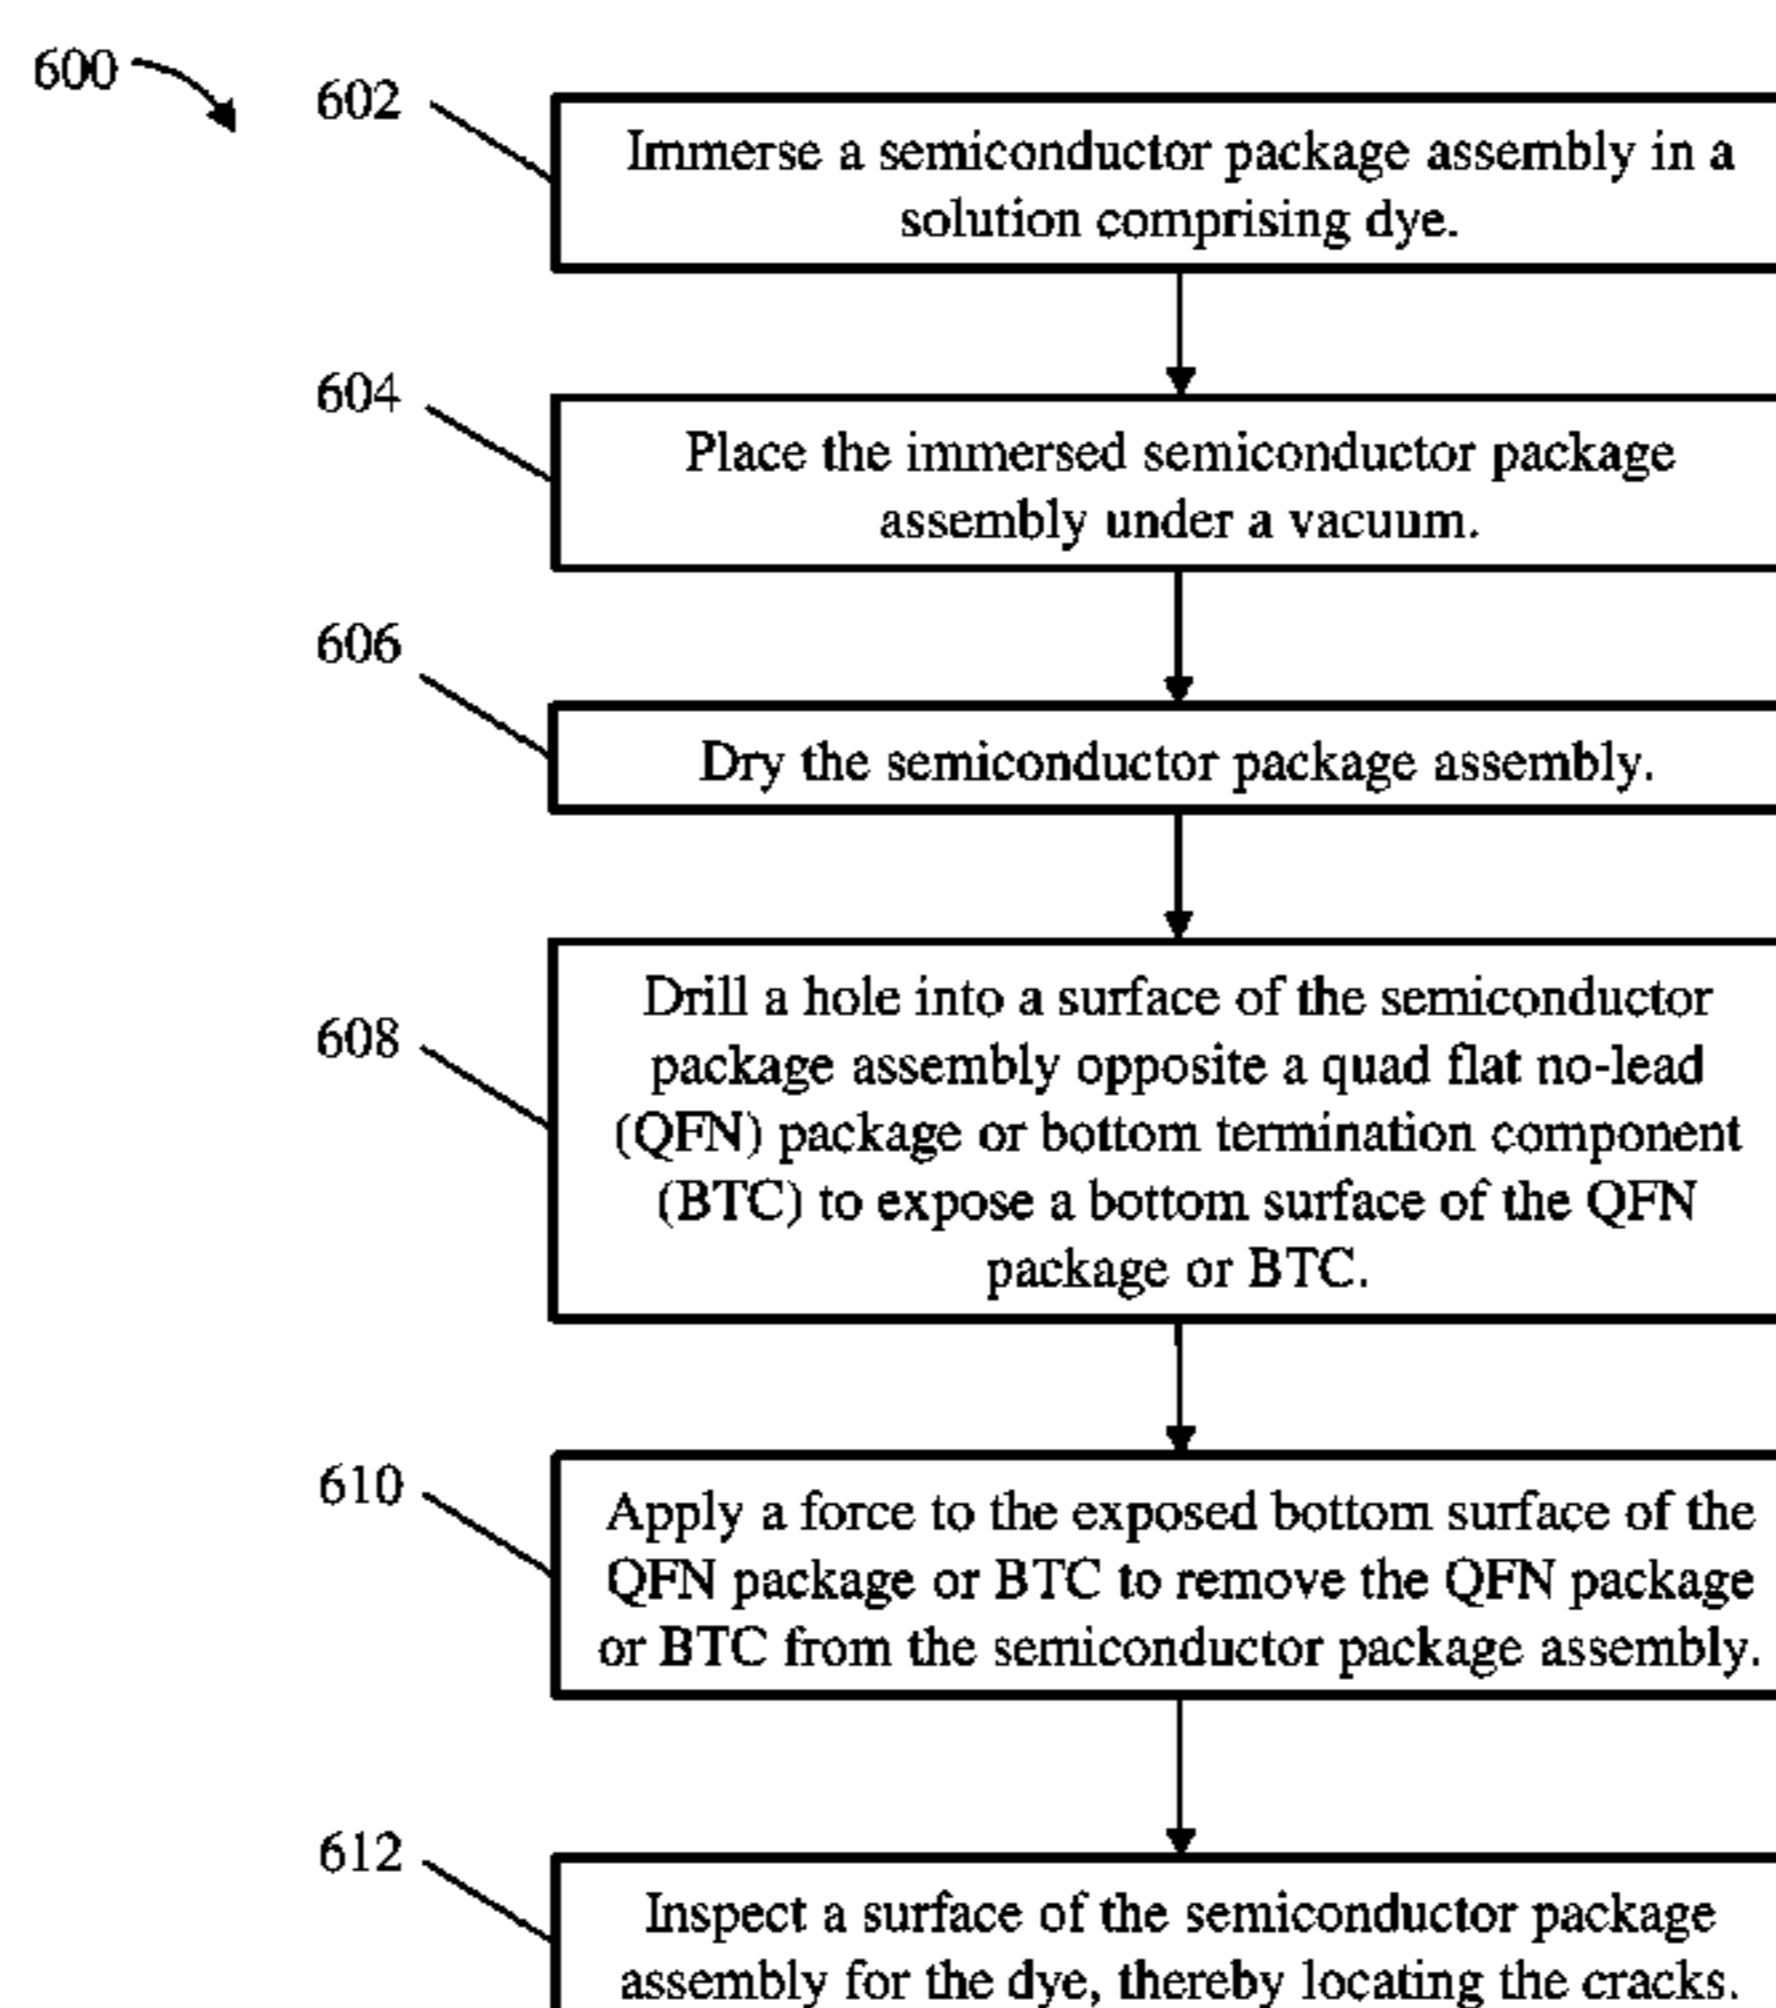 600
602
Immerse a semiconductor package assembly in a
solution comprising dye.
604
Place the immersed semiconductor package
assembly under a vacuum.
606
Dry the semiconductor package assembly.
608
Drill a hole into a surface of the semiconductor
package assembly opposite a quad flat no-lead
(QFN) package or bottom termination component
(BTC) to expose a bottom surface of the QFN
package or BTC.
610
Apply a force to the exposed bottom surface of the
QFN package or BTC to remove the QFN package
or BTC from the semiconductor package assembly.
612
Inspect a surface of the semiconductor package
assembly for the dye, thereby locating the cracks.